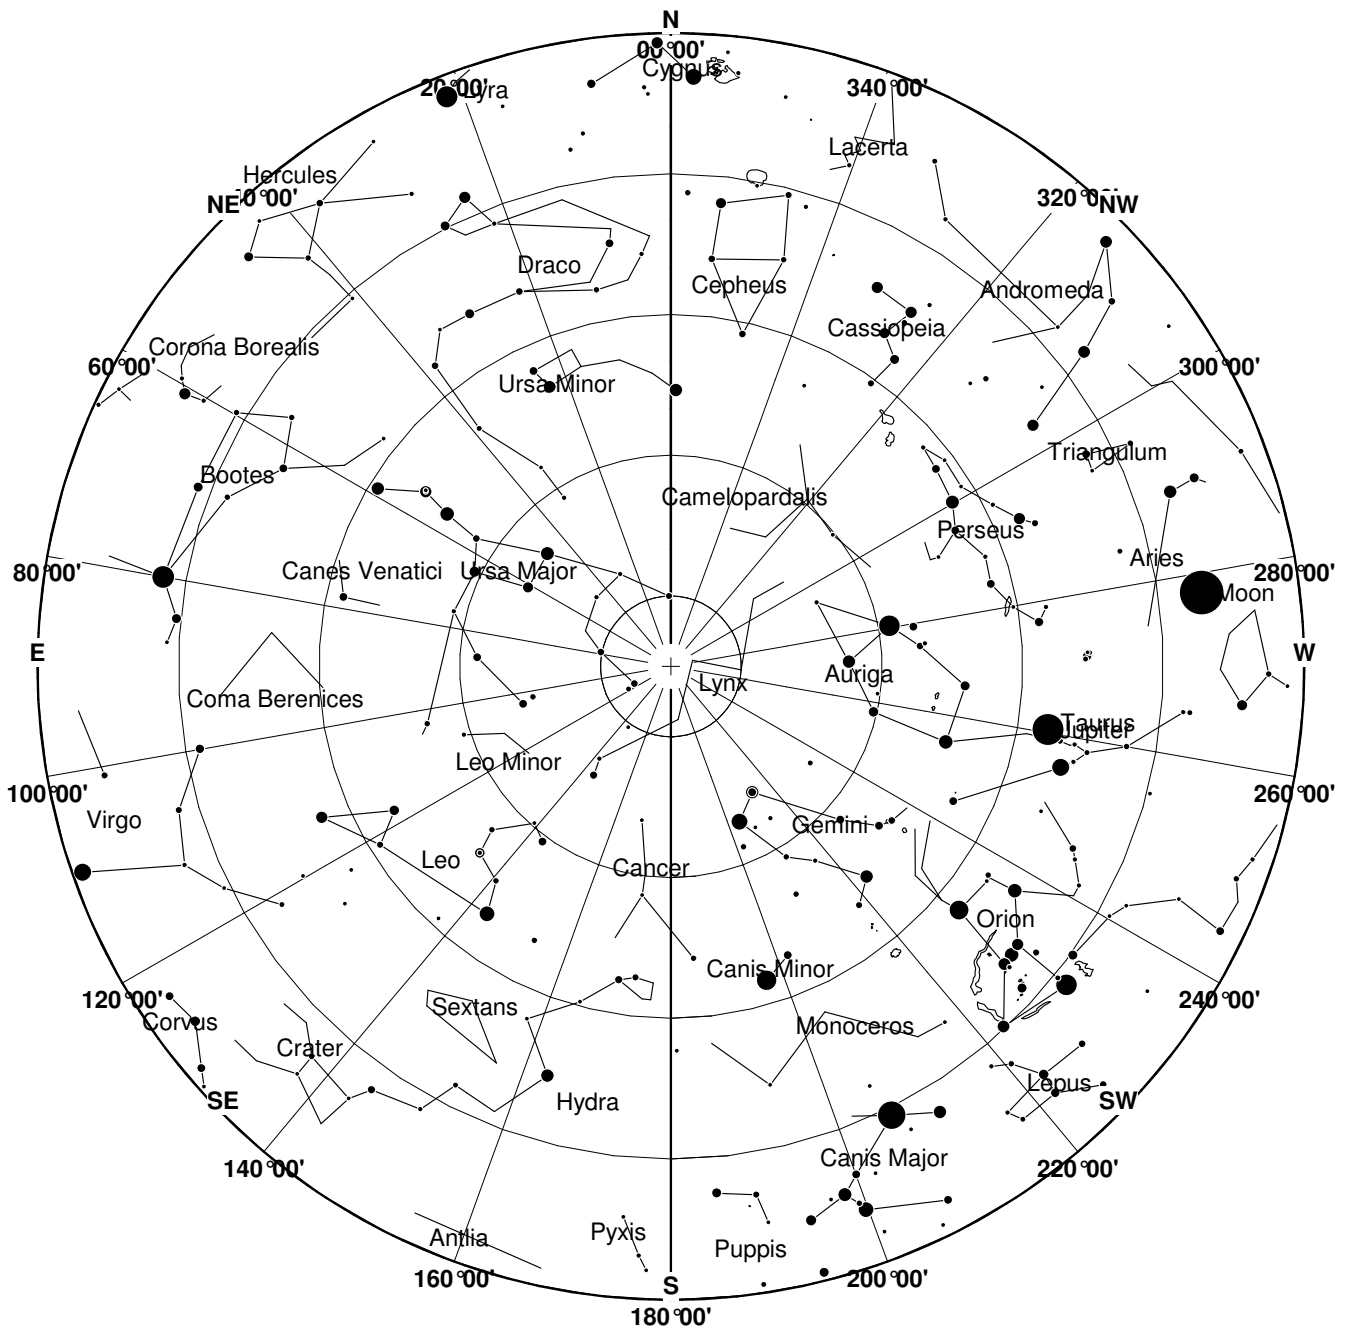 N
00°00'
Cygnus
20°00'
Lyra
340°00'
Lacerta
Hercules
NE
0°00'
320°0
NW
Draco
Cepheus
Andromeda
Cassiopeia
Corona Borealis
60°00'
300°00'
Ursa Minor
Triangulum
Bootes
Camelopardalis
Perseus
Aries
80°00'
Canes Venatici
Ursa Major
280°00'
Moon
E
W
Auriga
Lynx
Coma Berenices
Taurus
Jupiter
Leo Minor
100°00'
260°00'
Virgo
Gemini
Leo
Cancer
Orion
Canis Minor
120°00'
240°00'
Sextans
Corvus
Monoceros
Crater
Lepus
SE
Hydra
SW
140°00'
Canis Major
220°00'
Antlia
Pyxis
Puppis
160°00'
S
200°00'
180°00'